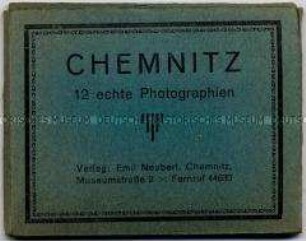 CHEMNITZ
12 echte Photographien
Verlag: Emil Neubert, Chemnitz,
Museumstraße 2 Fernruf